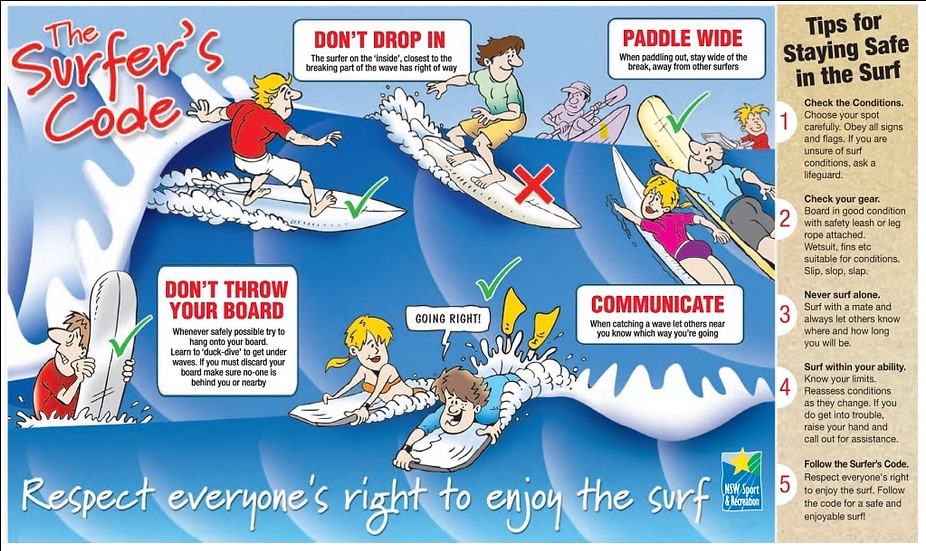 The
Surfer's
Code
DON'T DROP IN
The surfer on the 'inside', closest to the
breaking part of the wave has right of way
PADDLE WIDE
When paddling out, stay wide of the
break, away from other surfers
DON'T THROW
YOUR BOARD
Whenever safely possible try to
hang onto your board.
Learn to 'duck-dive' to get under
waves. If you must discard your
board make sure no-one is
behind you or nearby
GOING RIGHT!
COMMUNICATE
When catching a wave let others near
you know which way you're going
Respect everyone's right to enjoy the surf
NSW Sport
& Recreation
Tips for
Staying Safe
in the Surf
1
Check the Conditions.
Choose your spot
carefully. Obey all signs
and flags. If you are
unsure of surf
conditions, ask a
lifeguard.
2
Check your gear.
Board in good condition
with safety leash or leg
rope attached.
Wetsuit, fins etc
suitable for conditions.
Slip, slop, slap.
3
Never surf alone.
Surf with a mate and
always let others know
where and how long
you will be.
4
Surf within your ability.
Know your limits.
Reassess conditions
as they change. If you
do get into trouble,
raise your hand and
call out for assistance.
5
Follow the Surfer's Code.
Respect everyone's right
to enjoy the surf. Follow
the code for a safe and
enjoyable surf!